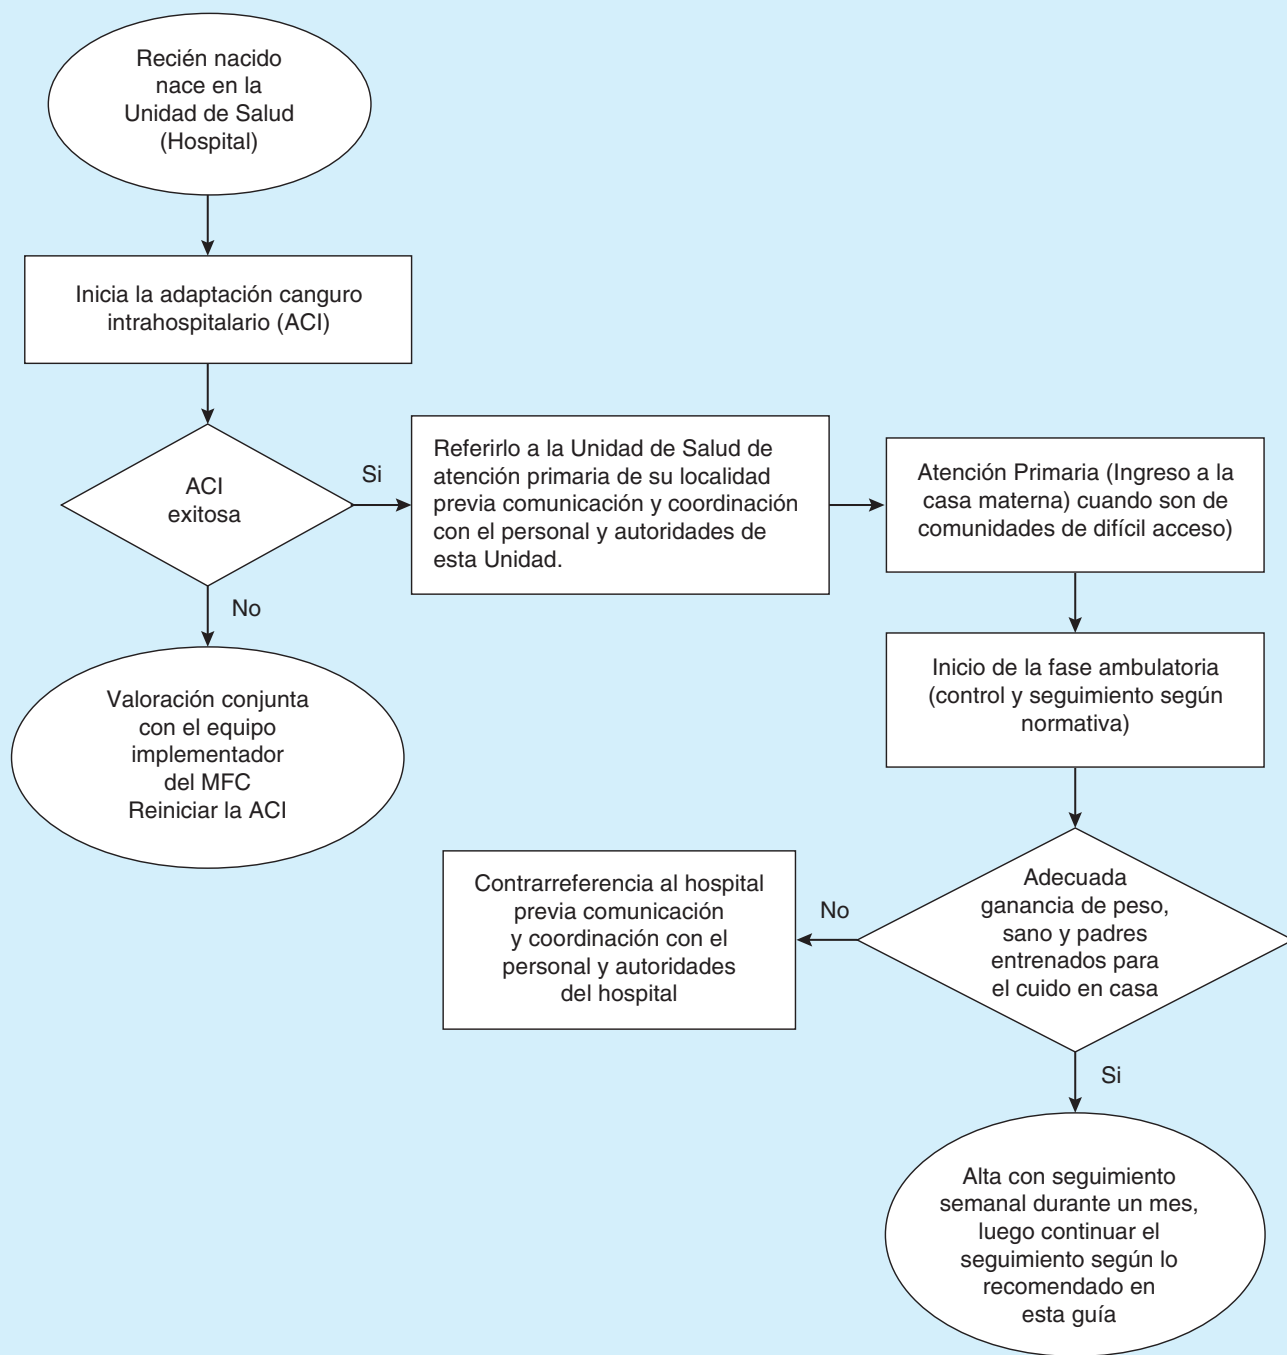 Recién nacido
nace en la
Unidad de Salud
(Hospital)
Inicia la adaptación canguro
intrahospitalario (ACI)
ACI
exitosa
Si
Referirlo a la Unidad de Salud de
atención primaria de su localidad
previa comunicación y coordinación
con el personal y autoridades de
esta Unidad.
Atención Primaria (Ingreso a la
casa materna) cuando son de
comunidades de difícil acceso)
No
Valoración conjunta
con el equipo
implementador
del MFC
Reiniciar la ACI
Inicio de la fase ambulatoria
(control y seguimiento según
normativa)
Adecuada
ganancia de peso,
sano y padres
entrenados para
el cuido en casa
No
Contrarreferencia al hospital
previa comunicación
y coordinación con el
personal y autoridades
del hospital
Si
Alta con seguimiento
semanal durante un mes,
luego continuar el
seguimiento según lo
recomendado en
esta guía